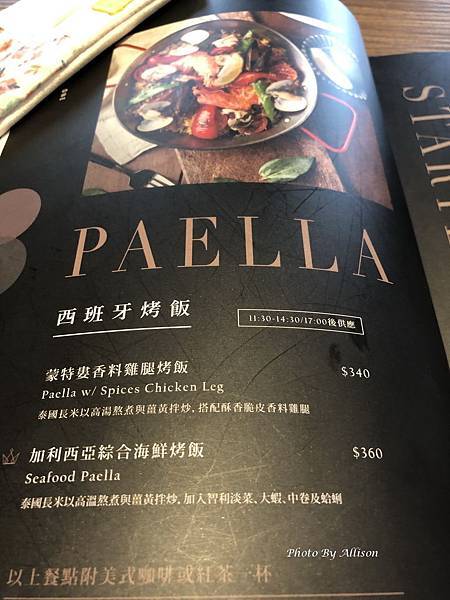 PAELLA
西班牙烤飯
11:30-14:30/17:00後供應
蒙特婁香料雞腿烤飯 $340
Paella w/ Spices Chicken Leg
泰國長米以高湯熬煮與薑黃拌炒，搭配酥香脆皮香料雞腿
加利西亞綜合海鮮烤飯 $360
Seafood Paella
泰國長米以高溫熬煮與薑黃拌炒，加入智利淡菜、大蝦、中卷及蛤蜊
以上餐點附美式咖啡或紅茶一杯
Photo By Allison